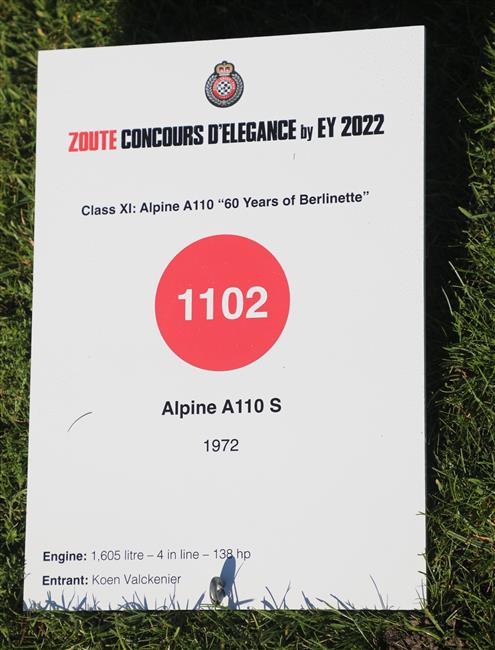 ZOUTE CONCOURS D'ELEGANCE by EY 2022
Class XI: Alpine A110 “60 Years of Berlinette”
1102
Alpine A110 S
1972
Engine: 1,605 litre – 4 in line – 138 hp
Entrant: Koen Valckenier